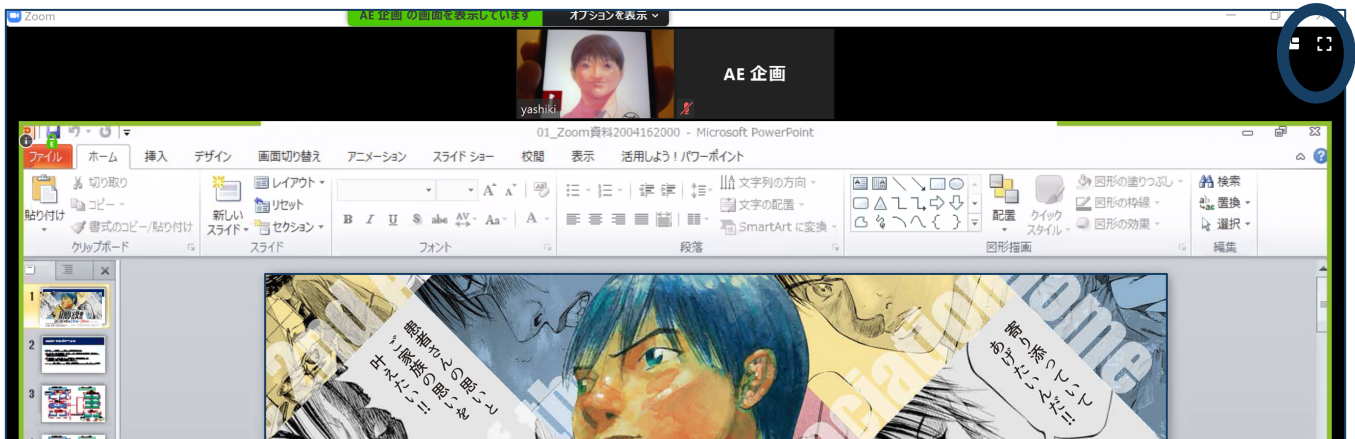 Zoom
AE 企画 の画面を表示しています
オプションを表示
yashiki
AE 企画
01_Zoom資料2004162000 - Microsoft PowerPoint
ファイル ホーム 挿入 デザイン 画面切り替え アニメーション スライド ショー 校閲 表示 活用しよう！パワーポイント
貼り付け
切り取り
コピー
書式のコピー/貼り付け
クリップボード
新しい
スライド
レイアウト
リセット
セクション
スライド
B I U S abc AV Aa A
フォント
文字列の方向
文字の配置
SmartArt に変換
段落
配置
クイック
スタイル
図形の塗りつぶし
図形の枠線
図形の効果
図形描画
検索
置換
選択
編集
1
2
3
患者さんの思いと
ご家族の思いを
叶えたい!!
寄り添っていて
あげたいんだ!!